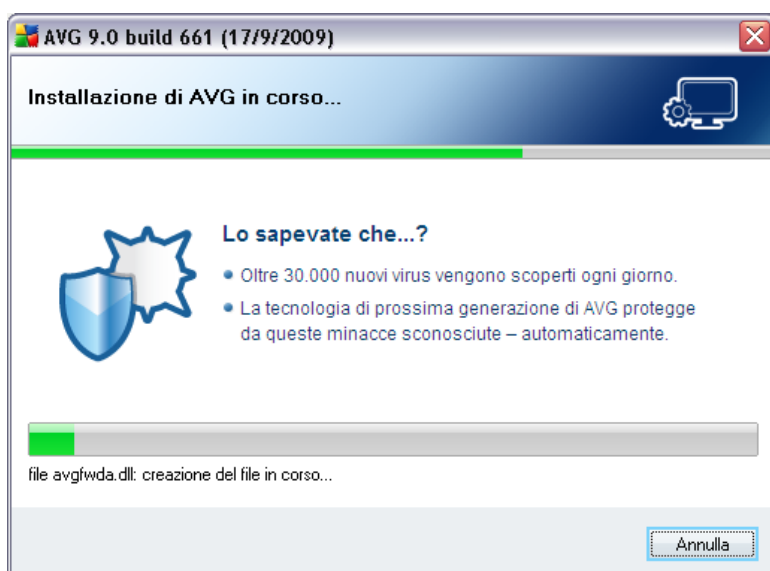 AVG 9.0 build 661 (17/9/2009)
Installazione di AVG in corso...
Lo sapevate che...?
Oltre 30.000 nuovi virus vengono scoperti ogni giorno.
La tecnologia di prossima generazione di AVG protegge
da queste minacce sconosciute – automaticamente.
file avgfwda.dll: creazione del file in corso...
Annulla